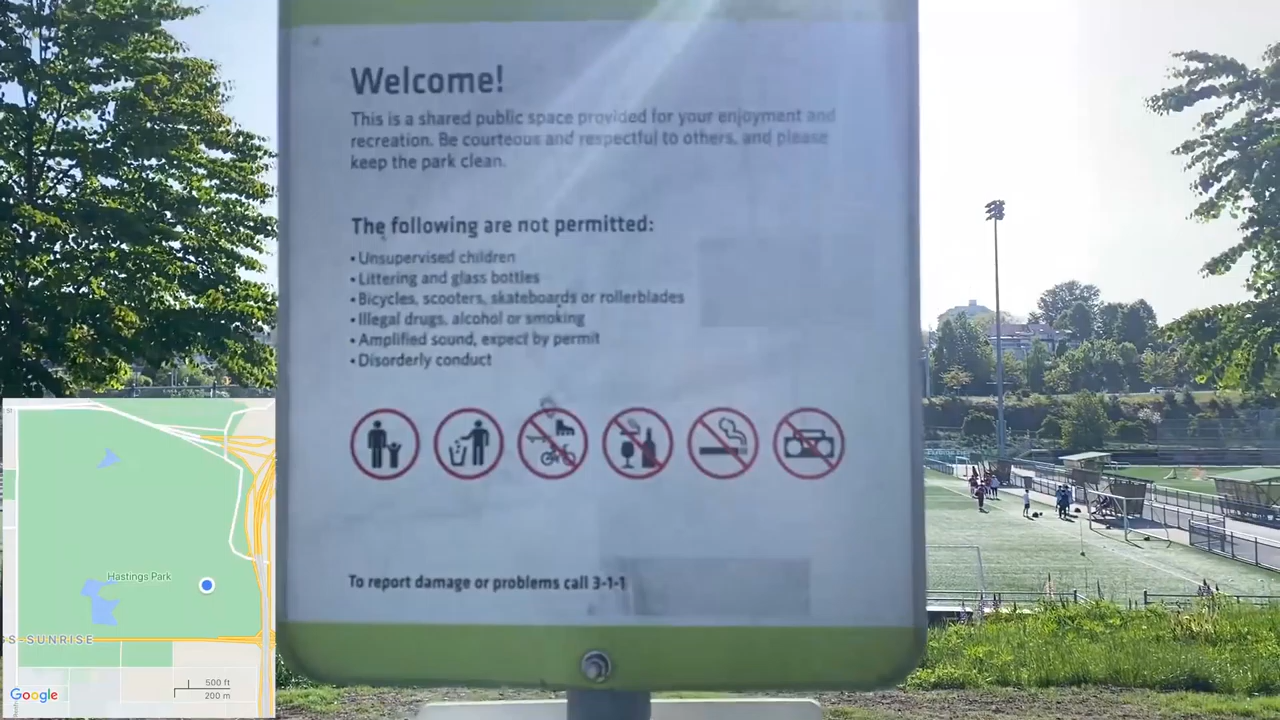 Welcome!
This is a shared public space provided for your enjoyment and
recreation. Be courteous and respectful to others, and please
keep the park clean.
The following are not permitted:
• Unsupervised children
• Littering and glass bottles
• Bicycles, scooters, skateboards or rollerblades
• Illegal drugs, alcohol or smoking
• Amplified sound, expect by permit
• Disorderly conduct
To report damage or problems call 3-1-1
Hastings Park
GS-SUNRISE
500 ft
200 m
Google